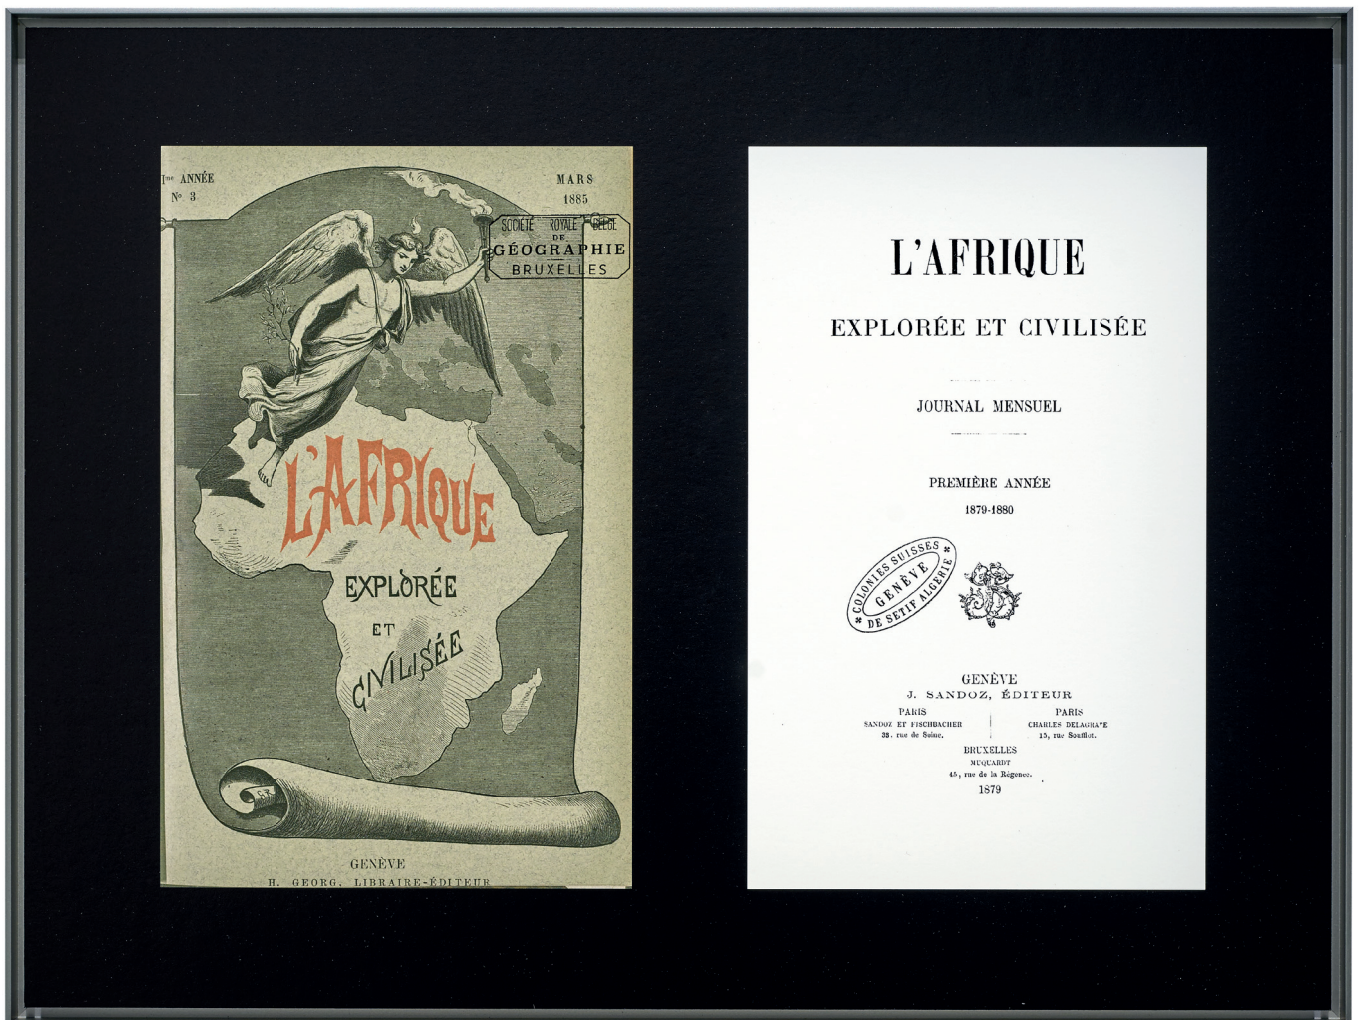 Ime ANNÉE
No. 3
MARS
1885
SOCIÉTÉ ROYALE BELGE
DE
GÉOGRAPHIE
BRUXELLES
L'AFRIQUE
EXPLORÉE
ET
CIVILISÉE
GENÈVE
H. GEORG, LIBRAIRE-ÉDITEUR
L'AFRIQUE
EXPLORÉE ET CIVILISÉE
JOURNAL MENSUEL
PREMIÈRE ANNÉE
1879-1880
COLONIES SUISSES
GENÈVE
DE SETIF ALGERIE
GENÈVE
J. SANDOZ, ÉDITEUR
PARIS
SANDOZ ET FISCHBACHER
33, rue de Seine.
PARIS
CHARLES DELAGRAVE
15, rue Soufflot.
BRUXELLES
MUQUARDT
45, rue de la Régence.
1879